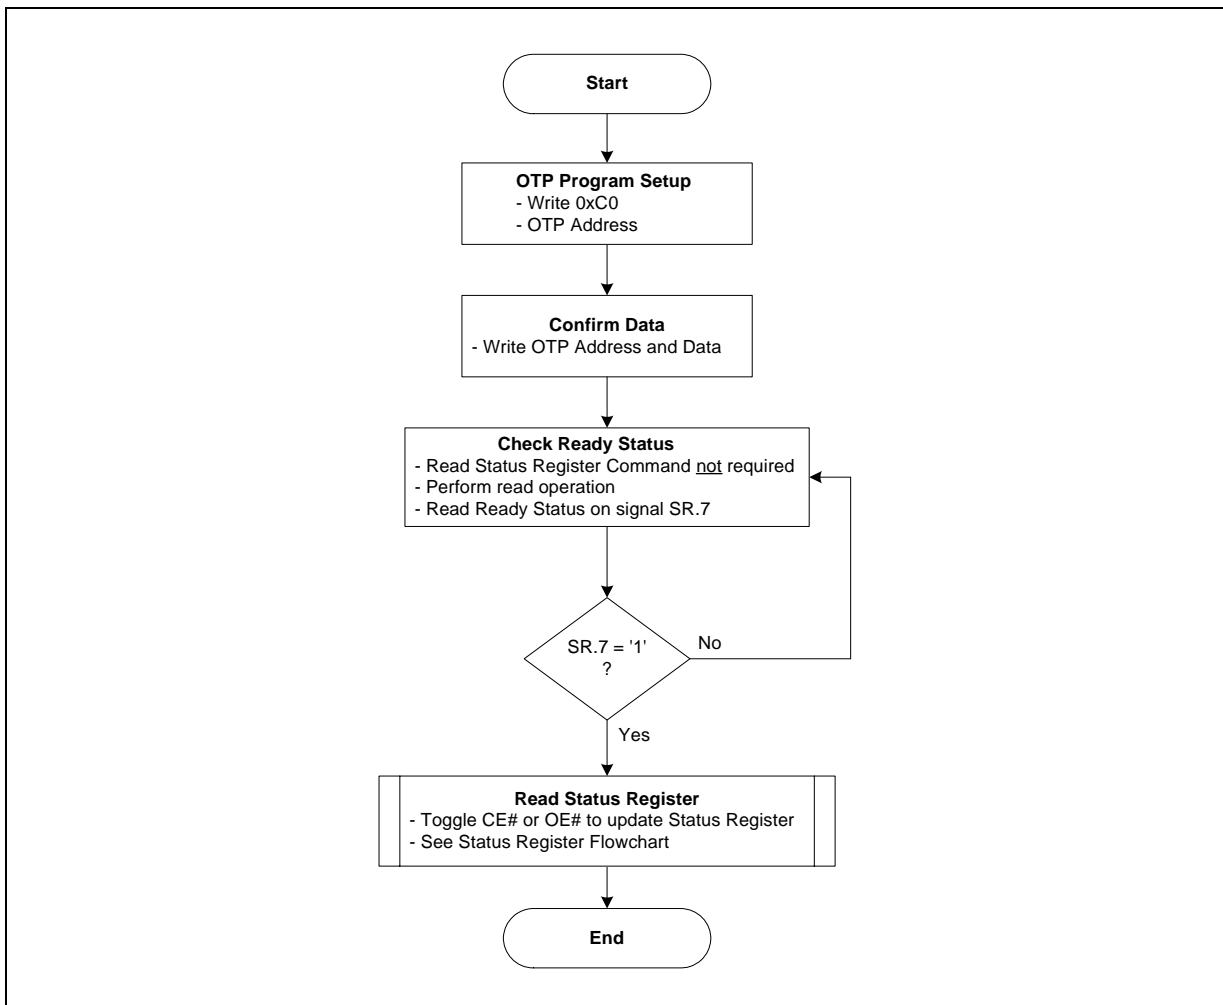 Start
OTP Program Setup
- Write 0xC0
- OTP Address
Confirm Data
- Write OTP Address and Data
Check Ready Status
- Read Status Register Command not required
- Perform read operation
- Read Ready Status on signal SR.7
SR.7 = '1'
?
No
Yes
Read Status Register
- Toggle CE# or OE# to update Status Register
- See Status Register Flowchart
End